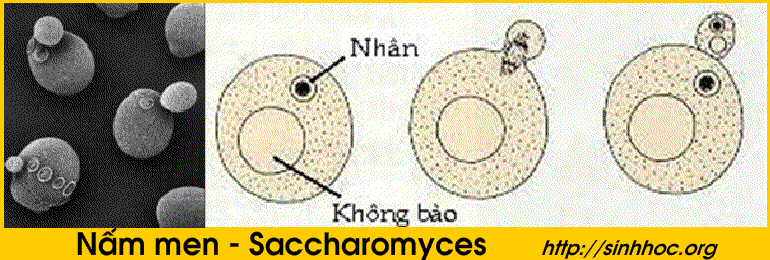 Nhân
Không bào
Nấm men - Saccharomyces
http://sinhhoc.org